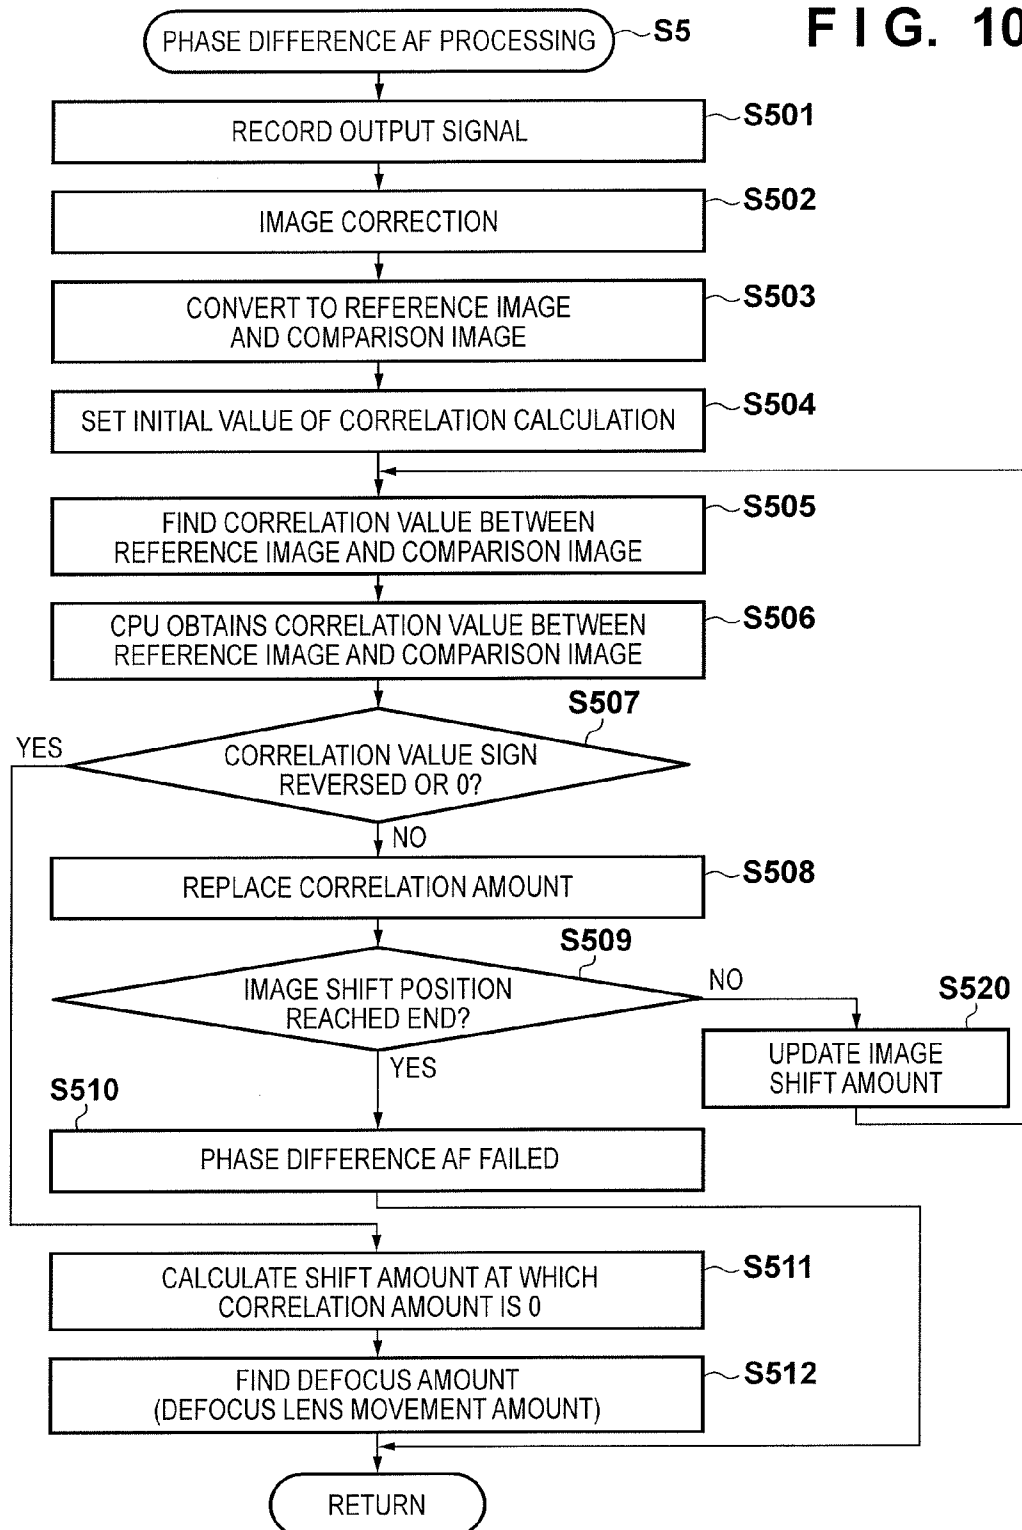 FIG. 10
PHASE DIFFERENCE AF PROCESSING
S5
RECORD OUTPUT SIGNAL
S501
IMAGE CORRECTION
S502
CONVERT TO REFERENCE IMAGE
AND COMPARISON IMAGE
S503
SET INITIAL VALUE OF CORRELATION CALCULATION
S504
FIND CORRELATION VALUE BETWEEN
REFERENCE IMAGE AND COMPARISON IMAGE
S505
CPU OBTAINS CORRELATION VALUE BETWEEN
REFERENCE IMAGE AND COMPARISON IMAGE
S506
S507
YES
CORRELATION VALUE SIGN
REVERSED OR 0?
NO
REPLACE CORRELATION AMOUNT
S508
S509
IMAGE SHIFT POSITION
REACHED END?
NO
S520
UPDATE IMAGE
SHIFT AMOUNT
YES
S510
PHASE DIFFERENCE AF FAILED
CALCULATE SHIFT AMOUNT AT WHICH
CORRELATION AMOUNT IS 0
S511
FIND DEFOCUS AMOUNT
(DEFOCUS LENS MOVEMENT AMOUNT)
S512
RETURN